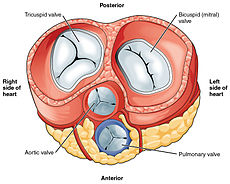 Posterior
Tricuspid valve
Bicuspid (mitral)
valve
Right
side of
heart
Left
side of
heart
Aortic valve
Pulmonary valve
Anterior